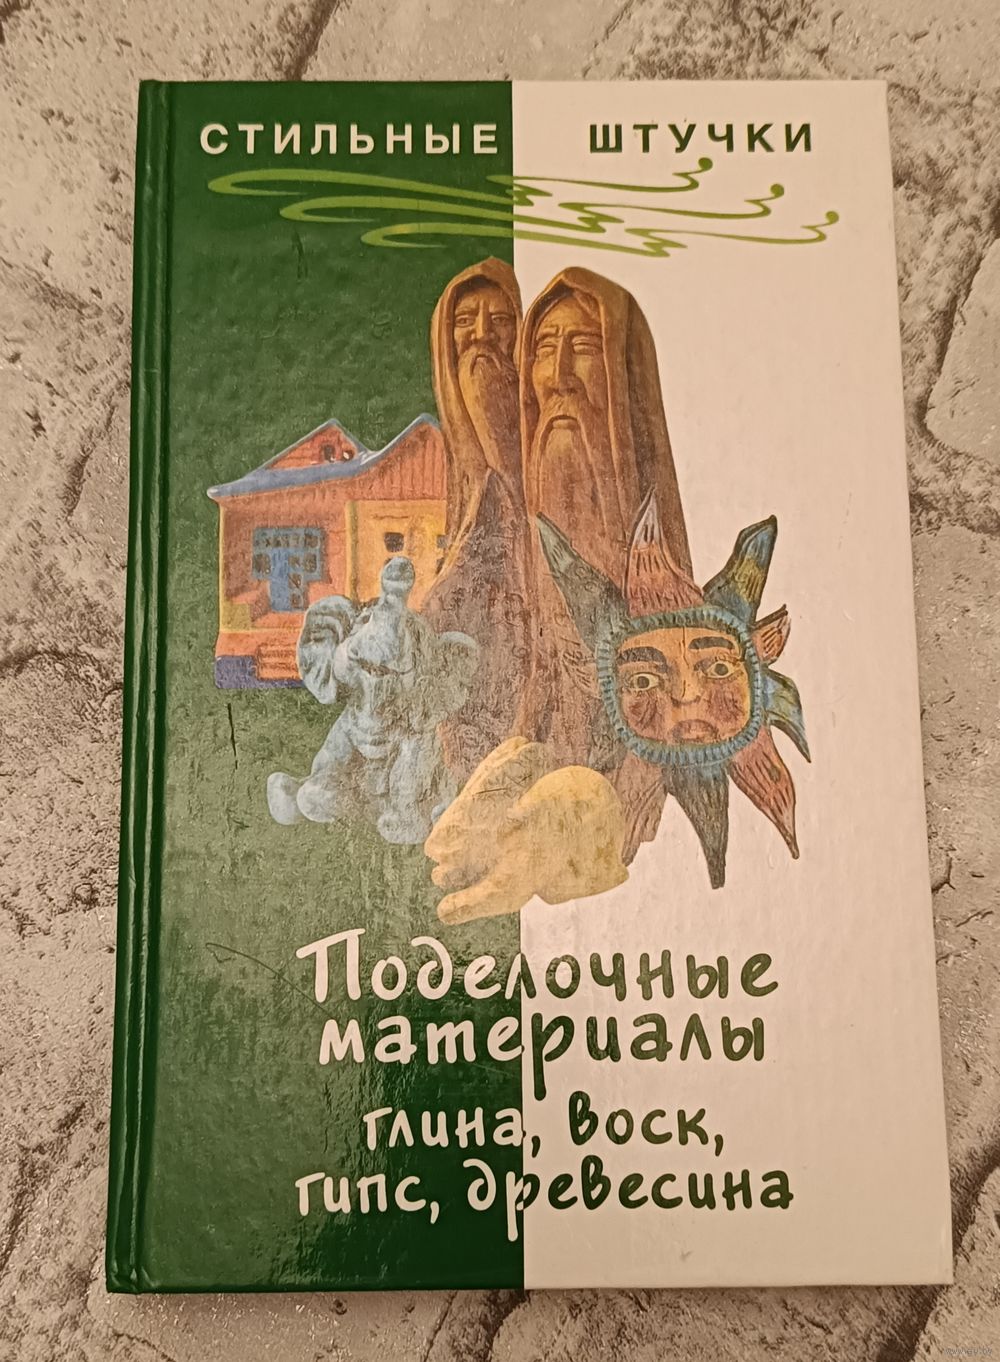 СТИЛЬНЫЕ ШТУЧКИ
Поделочные
материалы
глина, воск,
гипс, древесина